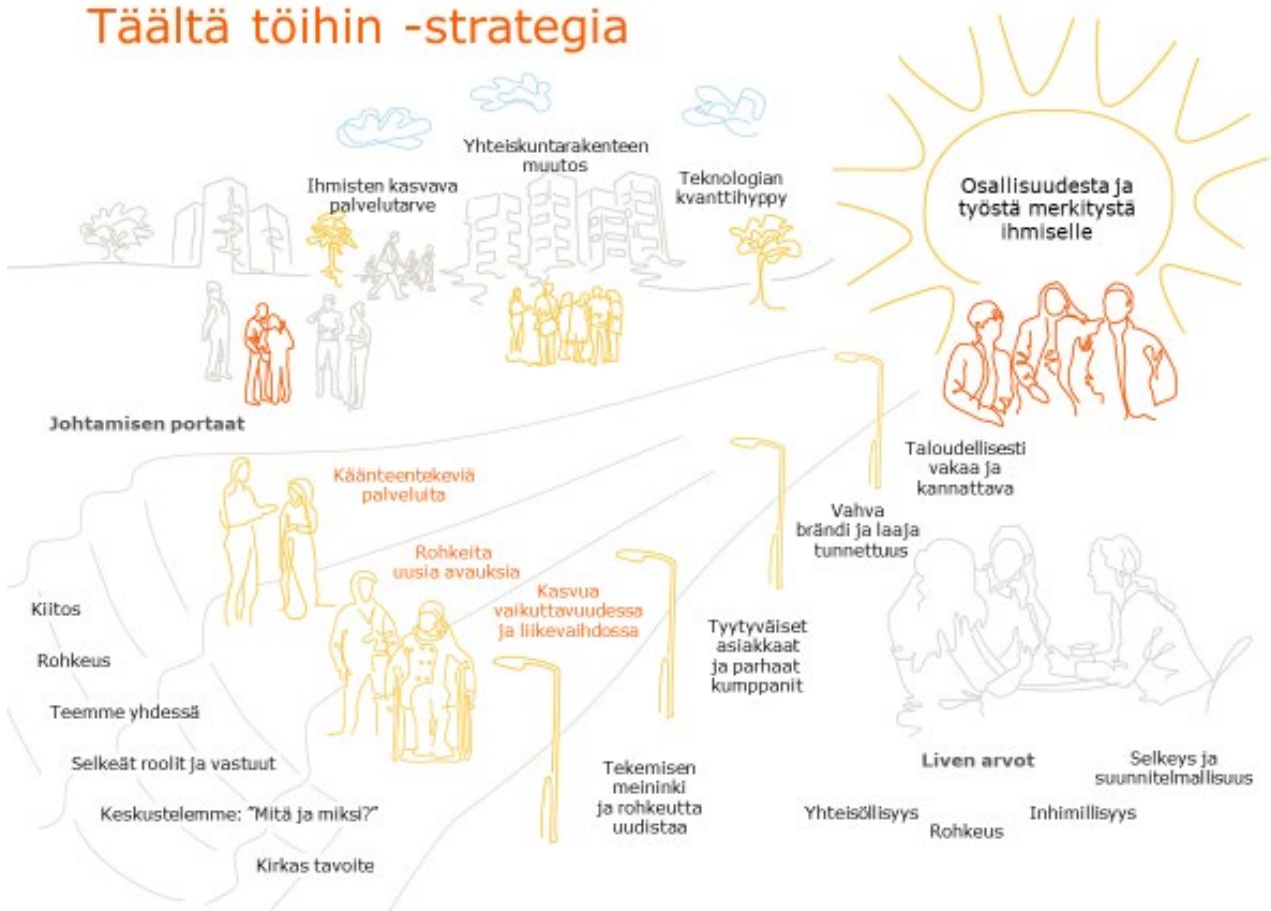 Täältä töihin -strategia
Yhteiskuntarakenteen
muutos
Ihmisten kasvava
palvelutarve
Teknologian
kvanttihyppy
Osallisuudesta ja
työstä merkitystä
ihmiselle
Johtamisen portaat
Käänteentekeviä
palveluita
Rohkeita
uusia avauksia
Kasvua
vaikuttavuudessa
ja liikevaihdossa
Taloudellisesti
vakaa ja
kannattava
Vahva
brändi ja laaja
tunnettuus
Tyytyväiset
asiakkaat
ja parhaat
kumppanit
Tekemisen
meininki
ja rohkeutta
uudistaa
Kiitos
Rohkeus
Teemme yhdessä
Selkeät roolit ja vastuut
Keskustelemme: ”Mitä ja miksi?”
Kirkas tavoite
Liven arvot
Selkeys ja
suunnitelmallisuus
Yhteisöllisyys
Inhimillisyys
Rohkeus